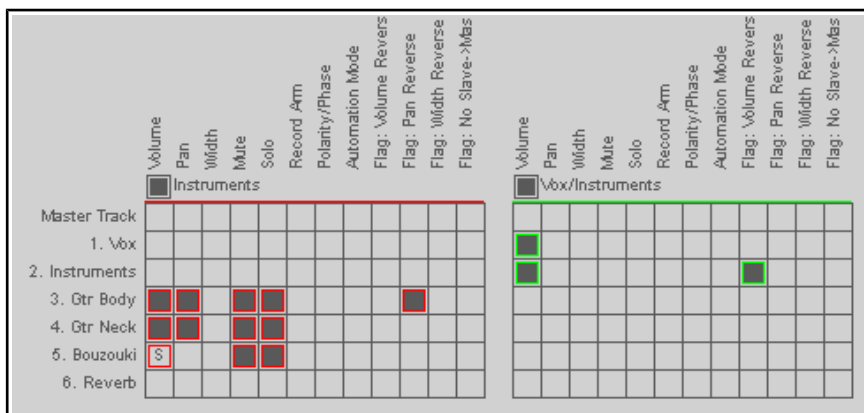 Volume
Pan
Width
Mute
Solo
Record Arm
Polarity/Phase
Automation Mode
Flag: Volume Revers
Flag: Pan Reverse
Flag: Width Reverse
Flag: No Slave->Mas
Volume
Pan
Width
Mute
Solo
Record Arm
Polarity/Phase
Automation Mode
Flag: Volume Revers
Flag: Pan Reverse
Flag: Width Reverse
Flag: No Slave->Mas
Instruments
Vox/Instruments
Master Track
1. Vox
2. Instruments
3. Gtr Body
4. Gtr Neck
5. Bouzouki S
6. Reverb